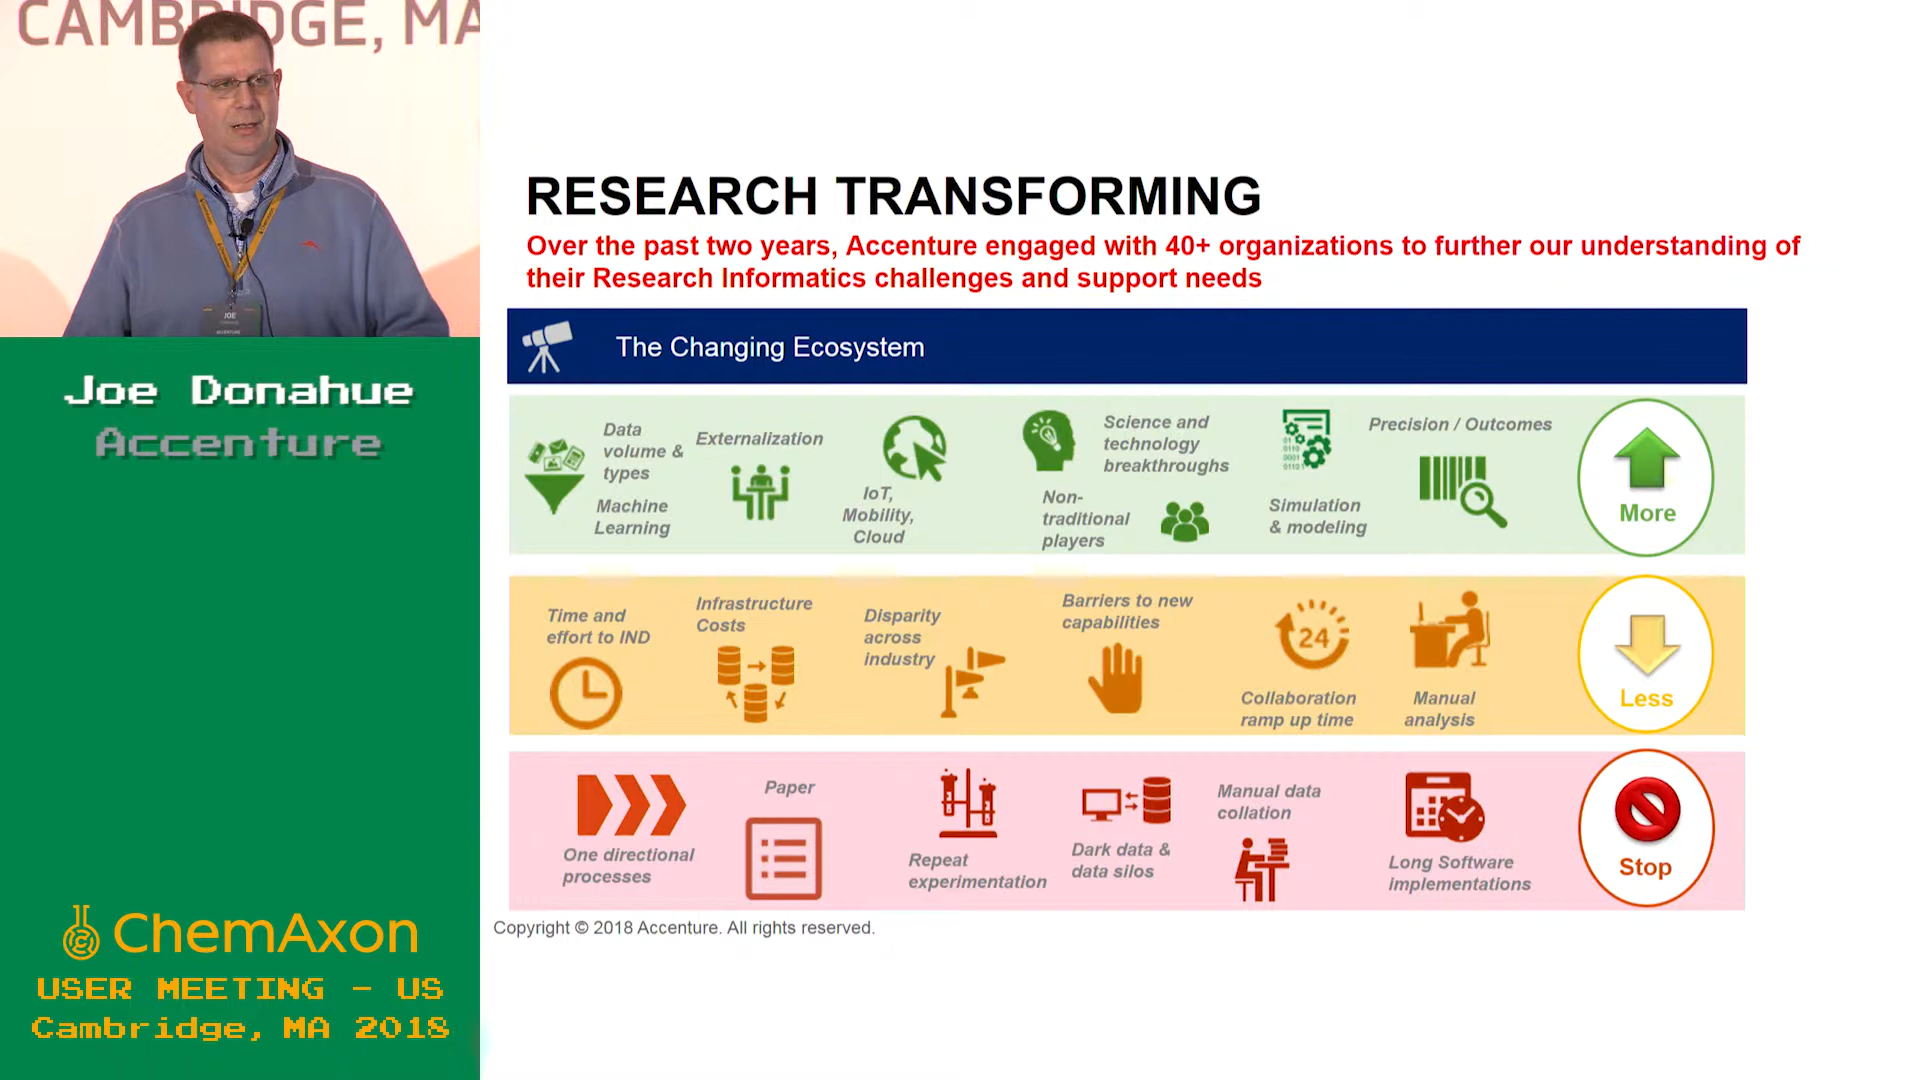 CAMBRIDGE, MA
JOE
ACCENTURE
Joe Donahue
Accenture
ChemAxon
USER MEETING - US
Cambridge, MA 2018
RESEARCH TRANSFORMING
Over the past two years, Accenture engaged with 40+ organizations to further our understanding of
their Research Informatics challenges and support needs
The Changing Ecosystem
Data
volume &
types
Machine
Learning
Externalization
IoT,
Mobility,
Cloud
Science and
technology
breakthroughs
Non-
traditional
players
Simulation
& modeling
Precision / Outcomes
More
Time and
effort to IND
Infrastructure
Costs
Disparity
across
industry
Barriers to new
capabilities
24
Collaboration
ramp up time
Manual
analysis
Less
One directional
processes
Paper
Repeat
experimentation
Dark data &
data silos
Manual data
collation
Long Software
implementations
Stop
Copyright © 2018 Accenture. All rights reserved.